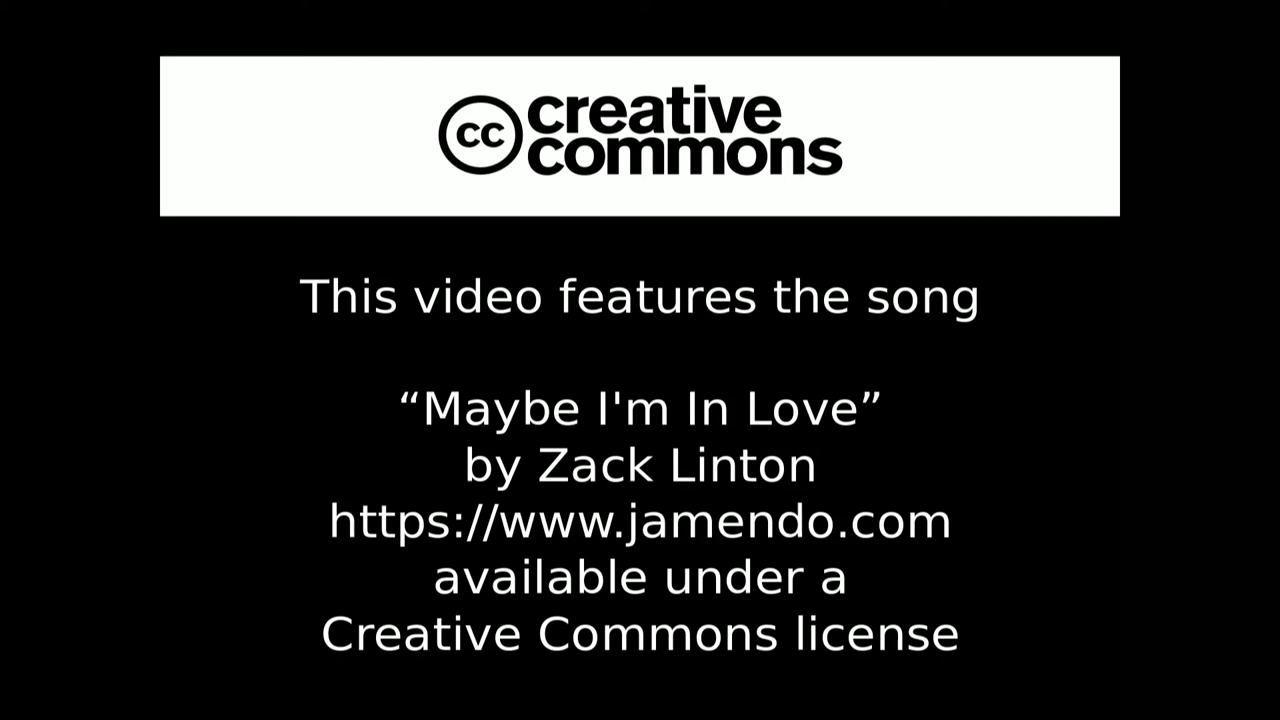 cc creative
commons
This video features the song
“Maybe I'm In Love”
by Zack Linton
https://www.jamendo.com
available under a
Creative Commons license